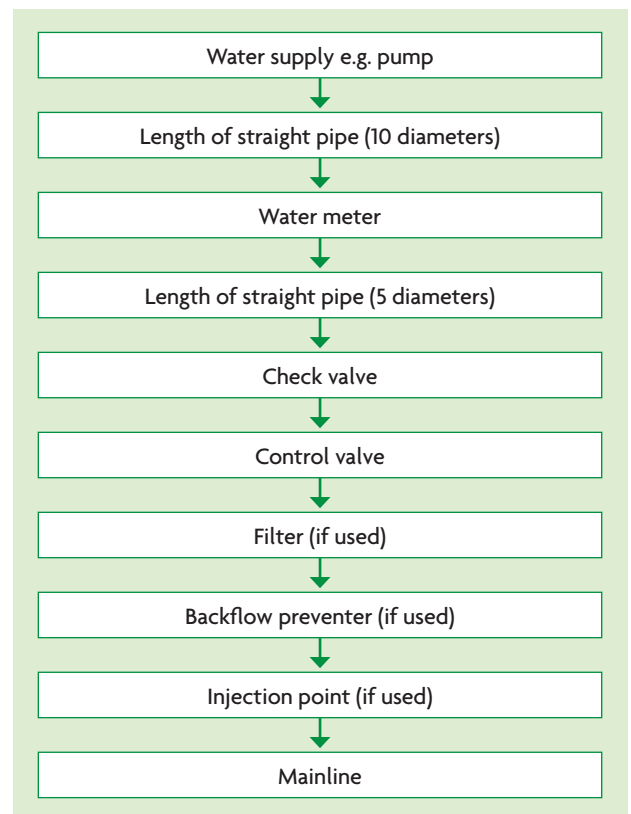 Water supply e.g. pump
Length of straight pipe (10 diameters)
Water meter
Length of straight pipe (5 diameters)
Check valve
Control valve
Filter (if used)
Backflow preventer (if used)
Injection point (if used)
Mainline